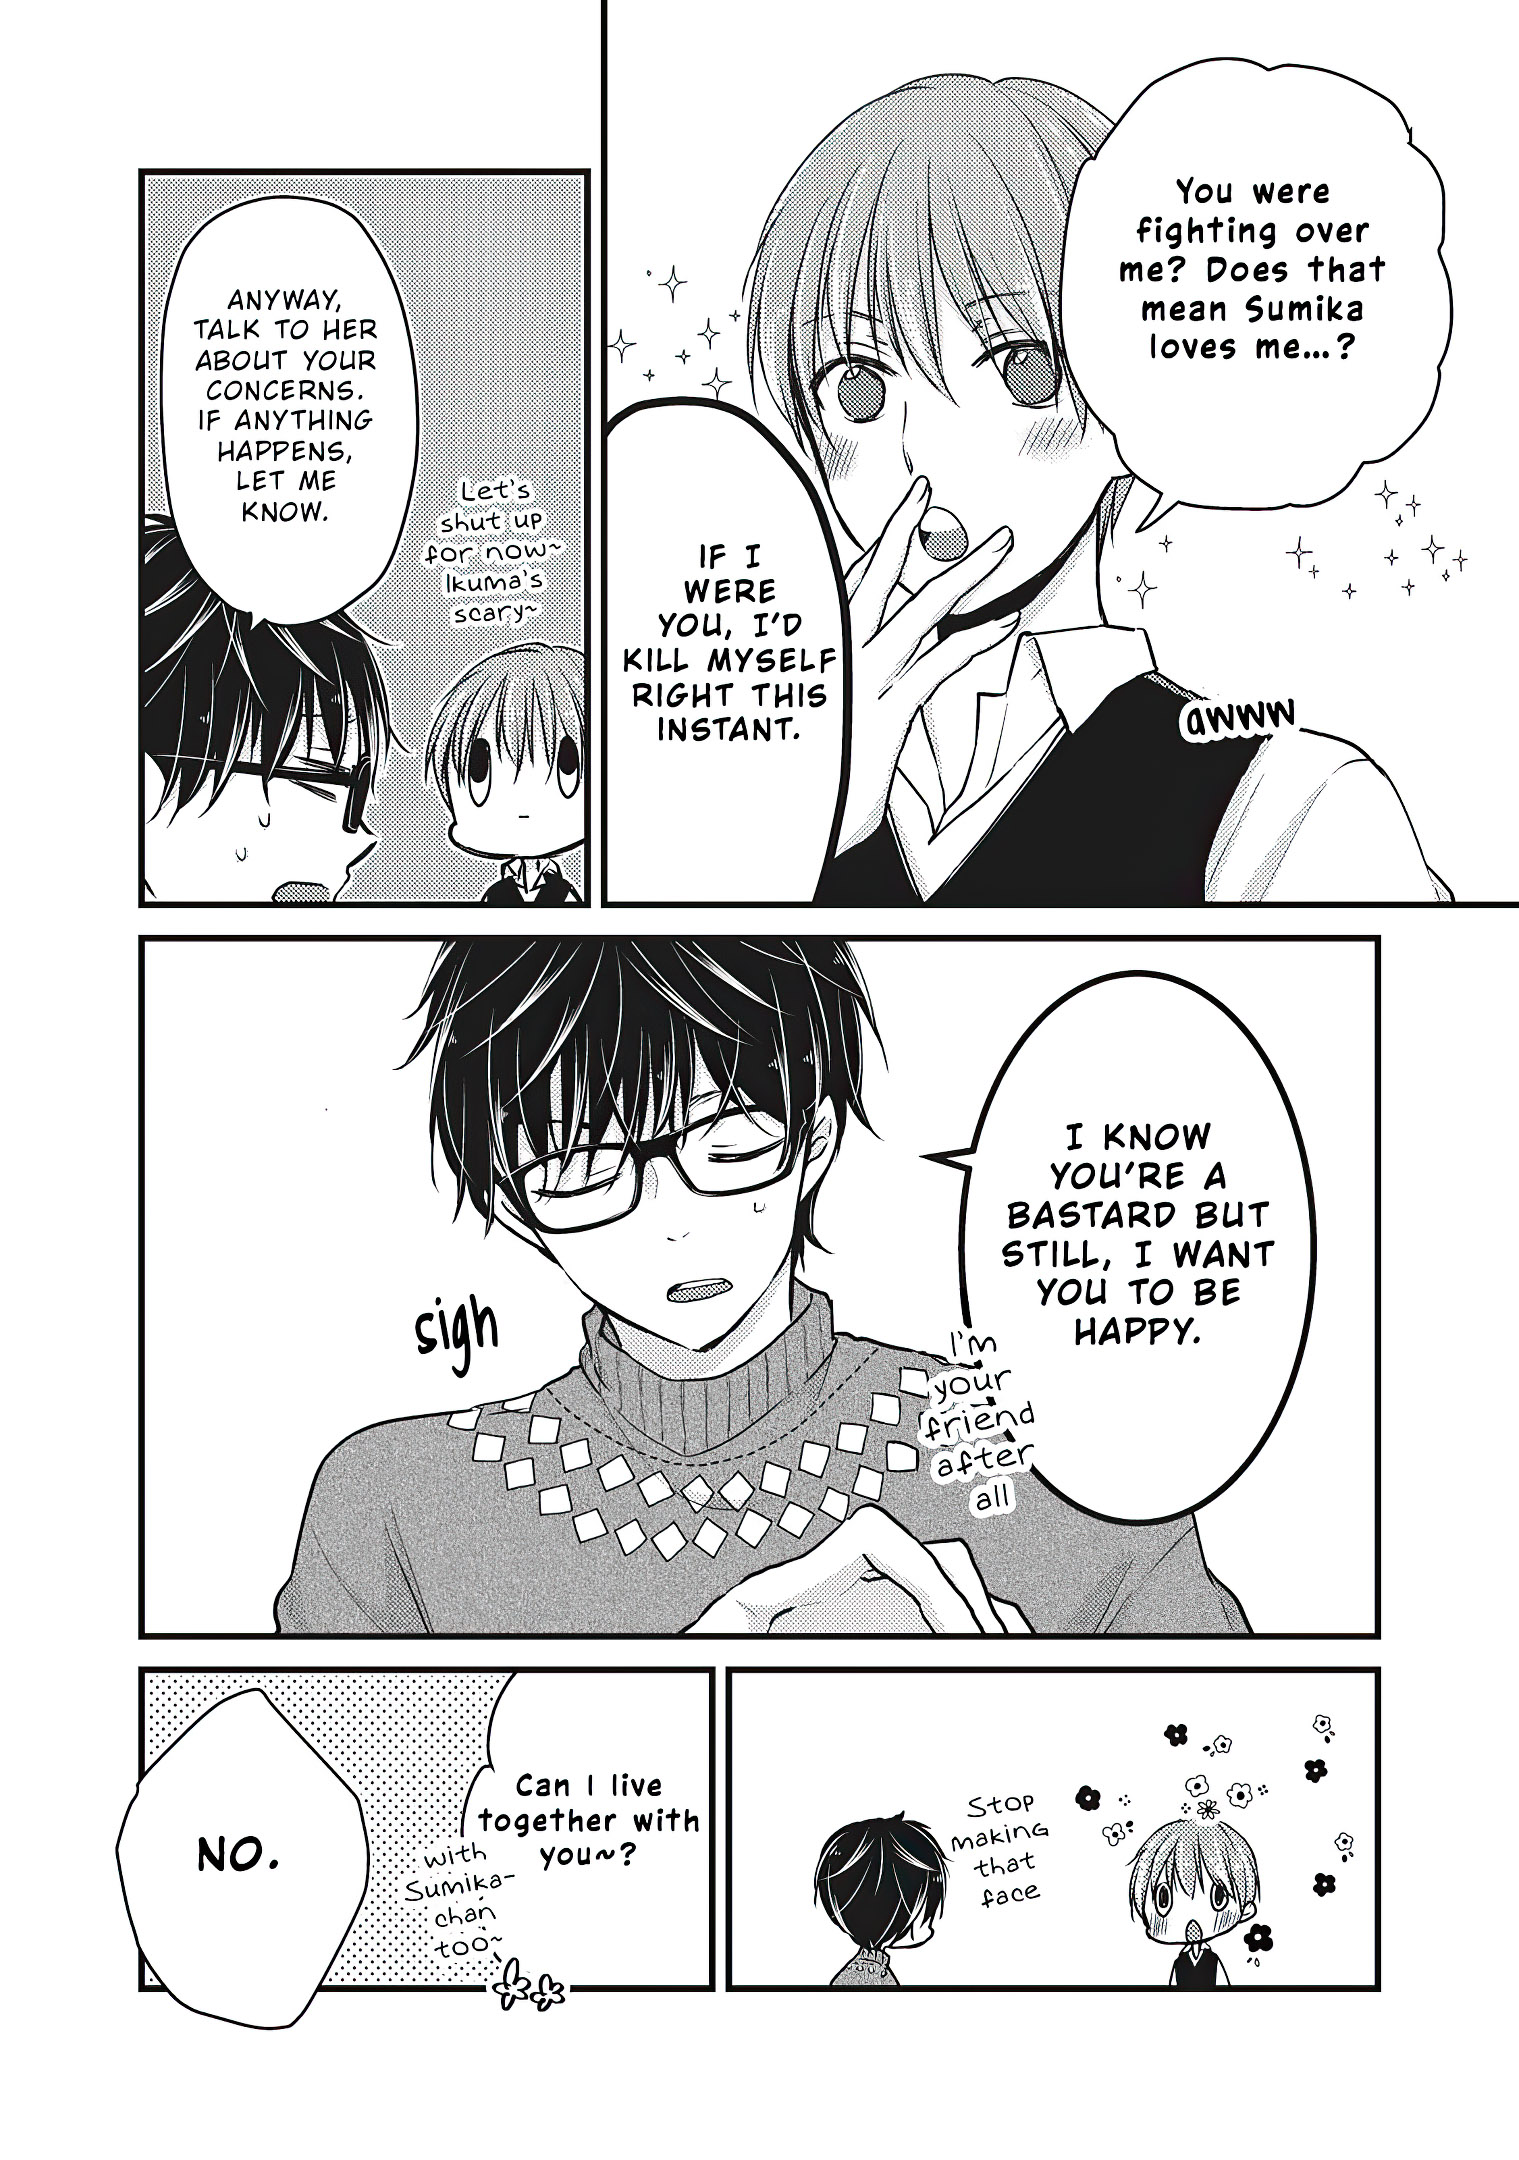 You were
fighting over
me? Does that
mean Sumika
loves me...?
awww
IF I
WERE
YOU, I'D
KILL MYSELF
RIGHT THIS
INSTANT.
ANYWAY,
TALK TO HER
ABOUT YOUR
CONCERNS.
IF ANYTHING
HAPPENS,
LET ME
KNOW.
Let's
shut up
for now~
Ikuma's
scary~
I KNOW
YOU'RE A
BASTARD BUT
STILL, I WANT
YOU TO BE
HAPPY.
I'm
your
friend
after
all
sigh
Stop
making
that
face
Can I live
together with
you~?
with
Sumika-
chan
too~
NO.